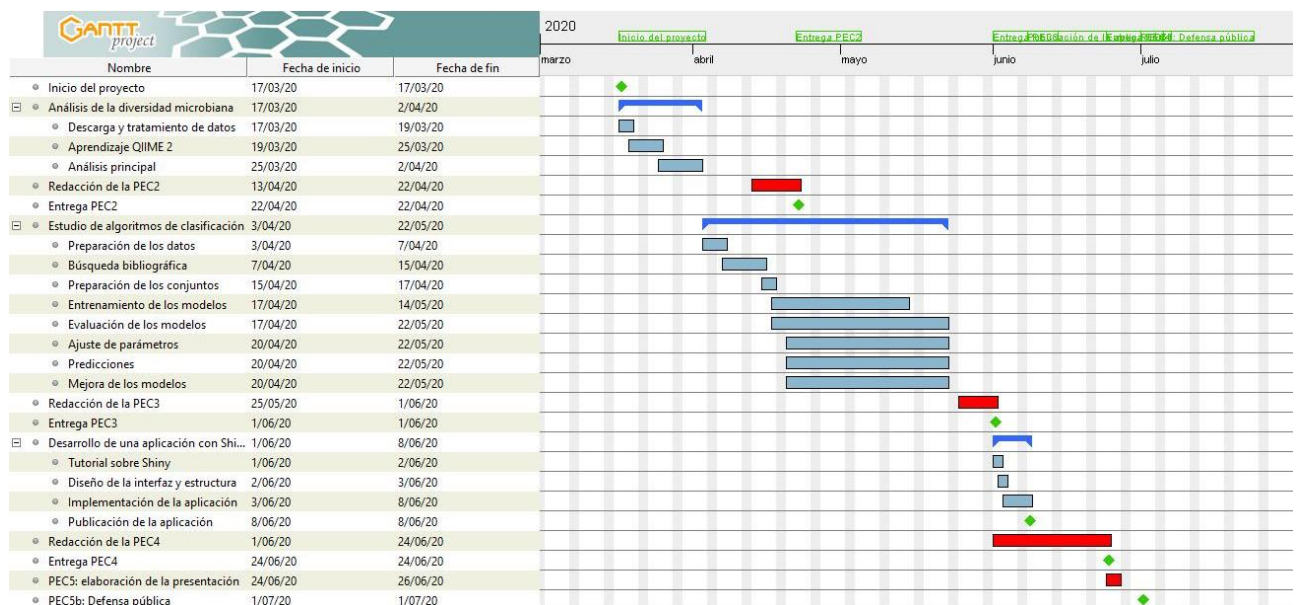 GANTT
project
2020
Inicio del proyecto
Entrega PEC2
Defensa pública
marzo abril mayo junio julio
Nombre Fecha de inicio Fecha de fin
Inicio del proyecto 17/03/20 17/03/20
Análisis de la diversidad microbiana 17/03/20 2/04/20
Descarga y tratamiento de datos 17/03/20 19/03/20
Aprendizaje QIIME 2 19/03/20 25/03/20
Análisis principal 25/03/20 2/04/20
Redacción de la PEC2 13/04/20 22/04/20
Entrega PEC2 22/04/20 22/04/20
Estudio de algoritmos de clasificación 3/04/20 22/05/20
Preparación de los datos 3/04/20 7/04/20
Búsqueda bibliográfica 7/04/20 15/04/20
Preparación de los conjuntos 15/04/20 17/04/20
Entrenamiento de los modelos 17/04/20 14/05/20
Evaluación de los modelos 17/04/20 22/05/20
Ajuste de parámetros 20/04/20 22/05/20
Predicciones 20/04/20 22/05/20
Mejora de los modelos 20/04/20 22/05/20
Redacción de la PEC3 25/05/20 1/06/20
Entrega PEC3 1/06/20 1/06/20
Desarrollo de una aplicación con Shi... 1/06/20 8/06/20
Tutorial sobre Shiny 1/06/20 2/06/20
Diseño de la interfaz y estructura 2/06/20 3/06/20
Implementación de la aplicación 3/06/20 8/06/20
Publicación de la aplicación 8/06/20 8/06/20
Redacción de la PEC4 1/06/20 24/06/20
Entrega PEC4 24/06/20 24/06/20
PEC5: elaboración de la presentación 24/06/20 26/06/20
PEC5b: Defensa pública 1/07/20 1/07/20